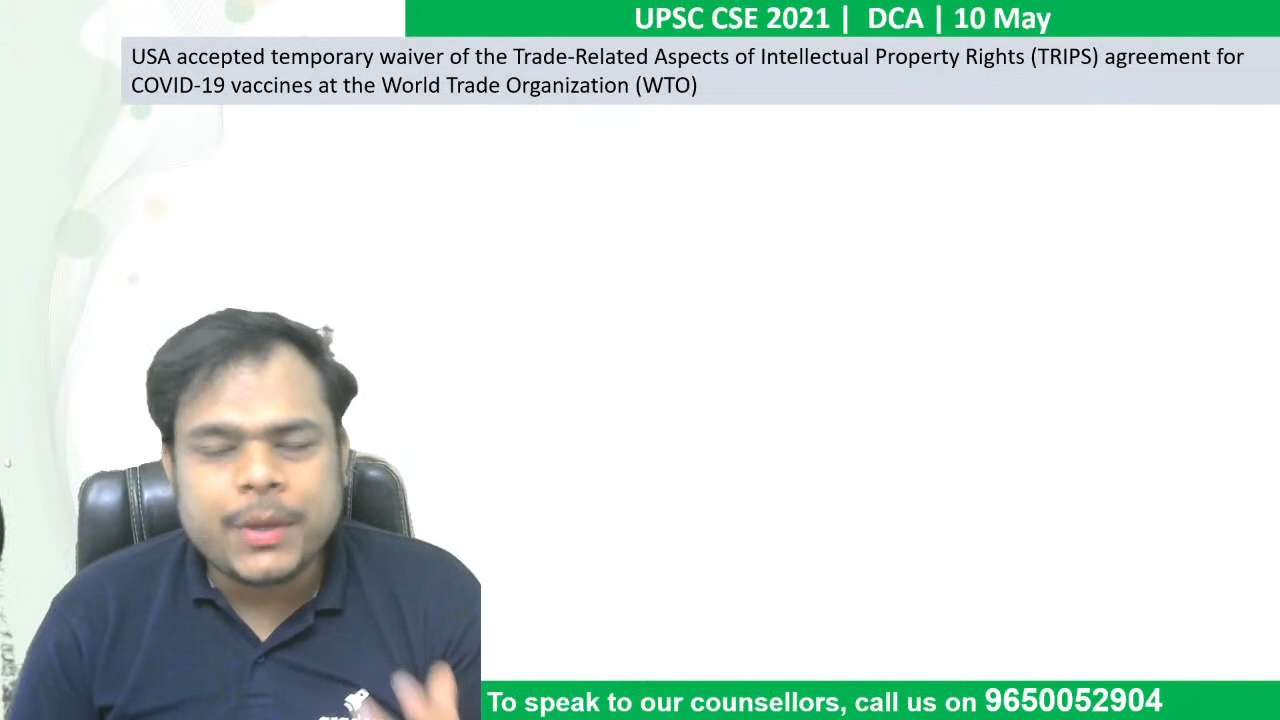 UPSC CSE 2021 | DCA | 10 May
USA accepted temporary waiver of the Trade-Related Aspects of Intellectual Property Rights (TRIPS) agreement for
COVID-19 vaccines at the World Trade Organization (WTO)
To speak to our counsellors, call us on 9650052904